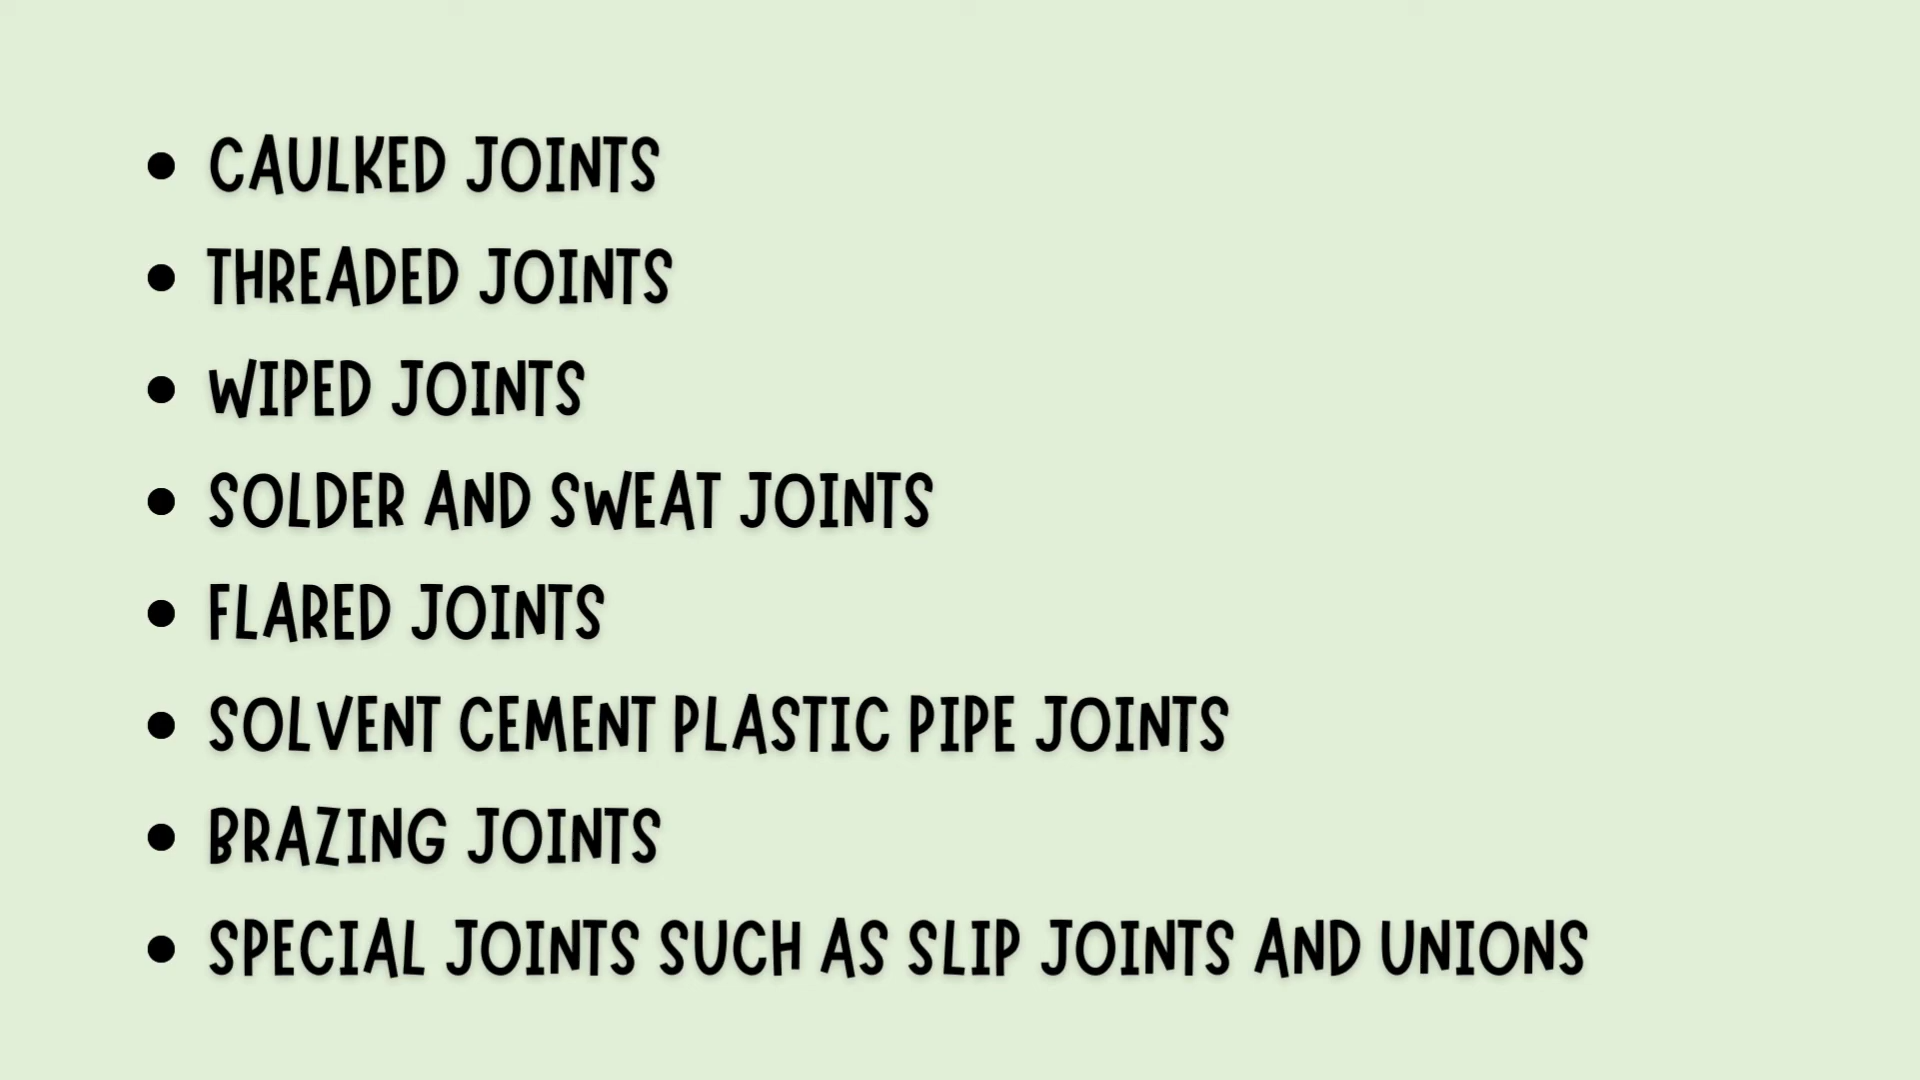 • CAULKED JOINTS
• THREADED JOINTS
• WIPED JOINTS
• SOLDER AND SWEAT JOINTS
• FLARED JOINTS
• SOLVENT CEMENT PLASTIC PIPE JOINTS
• BRAZING JOINTS
• SPECIAL JOINTS SUCH AS SLIP JOINTS AND UNIONS